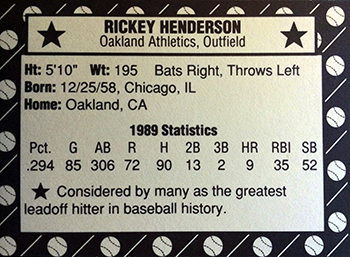 RICKEY HENDERSON
Oakland Athletics, Outfield
Ht: 5'10" Wt: 195 Bats Right, Throws Left
Born: 12/25/58, Chicago, IL
Home: Oakland, CA
1989 Statistics
Pct. G AB R H 2B 3B HR RBI SB
.294 85 306 72 90 13 2 9 35 52
★ Considered by many as the greatest
leadoff hitter in baseball history.